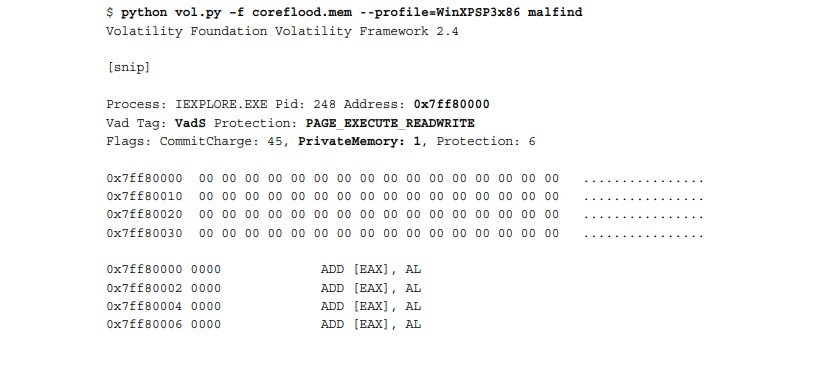 $ python vol.py -f coreflood.mem --profile=WinXPSP3x86 malfind
Volatility Foundation Volatility Framework 2.4
[snip]
Process: IEXPLORE.EXE Pid: 248 Address: 0x7ff80000
Vad Tag: VadS Protection: PAGE_EXECUTE_READWRITE
Flags: CommitCharge: 45, PrivateMemory: 1, Protection: 6
0x7ff80000 00 00 00 00 00 00 00 00 00 00 00 00 00 00 00 00 ................
0x7ff80010 00 00 00 00 00 00 00 00 00 00 00 00 00 00 00 00 ................
0x7ff80020 00 00 00 00 00 00 00 00 00 00 00 00 00 00 00 00 ................
0x7ff80030 00 00 00 00 00 00 00 00 00 00 00 00 00 00 00 00 ................
0x7ff80000 0000 ADD [EAX], AL
0x7ff80002 0000 ADD [EAX], AL
0x7ff80004 0000 ADD [EAX], AL
0x7ff80006 0000 ADD [EAX], AL